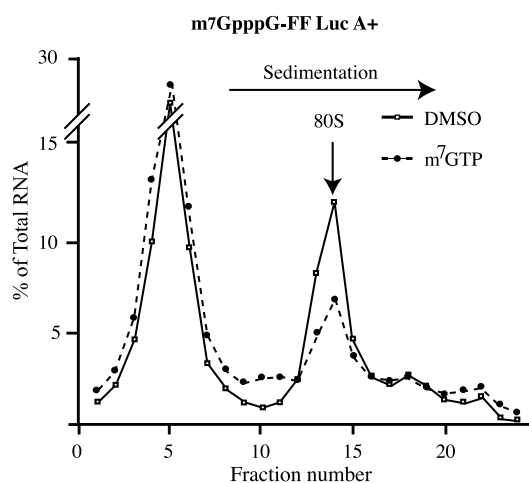 m7GpppG-FF Luc A+
30
Sedimentation
80S
DMSO
m7GTP
15
10
5
% of Total RNA
0 5 10 15 20
Fraction number